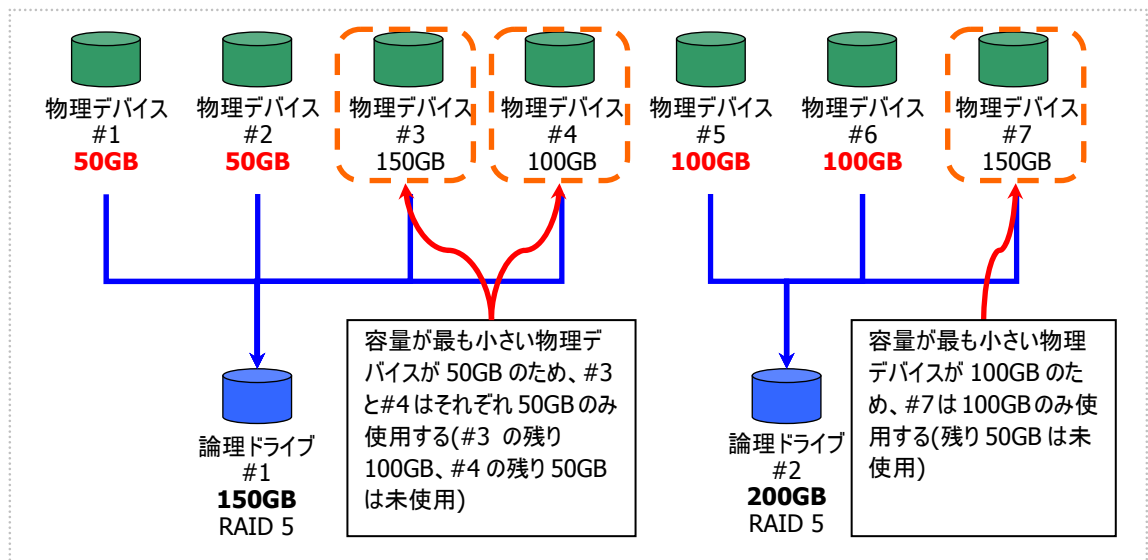 物理デバイス
#1
50GB
物理デバイス
#2
50GB
物理デバイス
#3
150GB
物理デバイス
#4
100GB
物理デバイス
#5
100GB
物理デバイス
#6
100GB
物理デバイス
#7
150GB
容量が最も小さい物理デ
バイスが 50GB のため、#3
と#4 はそれぞれ 50GB のみ
使用する(#3 の残り
100GB、#4 の残り 50GB
は未使用)
容量が最も小さい物理
デバイスが 100GB のた
め、#7 は 100GB のみ使
用する(残り 50GB は未
使用)
論理ドライブ
#1
150GB
RAID 5
論理ドライブ
#2
200GB
RAID 5